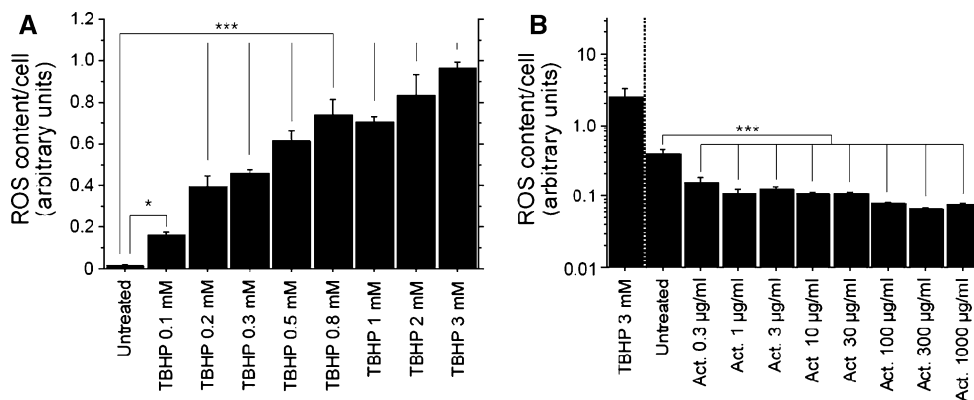 A
ROS content/cell
(arbitrary units)
1.2
1.0
0.8
0.6
0.4
0.2
0
***
*
Untreated
TBHP 0.1 mM
TBHP 0.2 mM
TBHP 0.3 mM
TBHP 0.5 mM
TBHP 0.8 mM
TBHP 1 mM
TBHP 2 mM
TBHP 3 mM
B
ROS content/cell
(arbitrary units)
10
1.0
0.1
0.01
***
TBHP 3 mM
Untreated
Act. 0.3 µg/ml
Act. 1 µg/ml
Act. 3 µg/ml
Act 10 µg/ml
Act. 30 µg/ml
Act. 100 µg/ml
Act. 300 µg/ml
Act. 1000 µg/ml